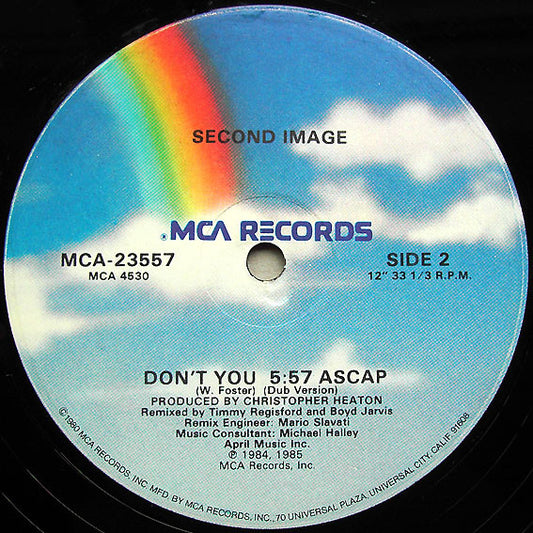 SECOND IMAGE
® MCA RECORDS
MCA-23557
MCA 4530
SIDE 2
12" 33 1/3 R.P.M.
DON'T YOU 5:57 ASCAP
(W. Foster) (Dub Version)
PRODUCED BY CHRISTOPHER HEATON
Remixed by Timmy Regisford and Boyd Jarvis
Remix Engineer: Mario Slavati
Music Consultant: Michael Halley
April Music Inc.
℗ 1984, 1985
MCA Records, Inc.
©1980 MCA RECORDS, INC. MFD. BY MCA RECORDS, INC., 70 UNIVERSAL PLAZA, UNIVERSAL CITY, CALIF. 91608